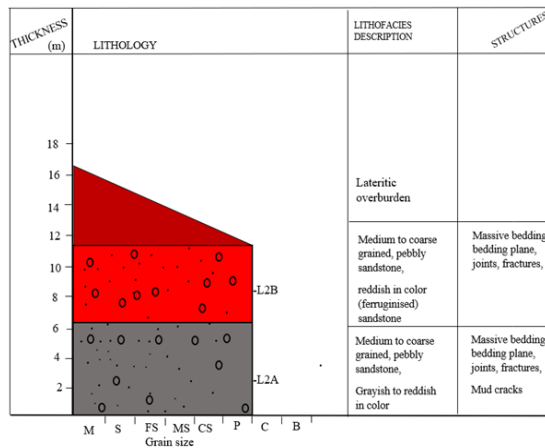 THICKNESS
(m)
LITHOLOGY
LITHOFACIES
DESCRIPTION
STRUCTURES
18
16
14
12
10
8
6
4
2
Lateritic
overburden
Medium to coarse
grained, pebbly
sandstone,
reddish in color
(ferruginised)
sandstone
Massive bedding
bedding plane,
joints, fractures,
-L2B
Medium to coarse
grained, pebbly
sandstone,
Grayish to reddish
in color
Massive bedding
bedding plane,
joints, fractures,
Mud cracks
-L2A
M S FS MS CS P C B
Grain size